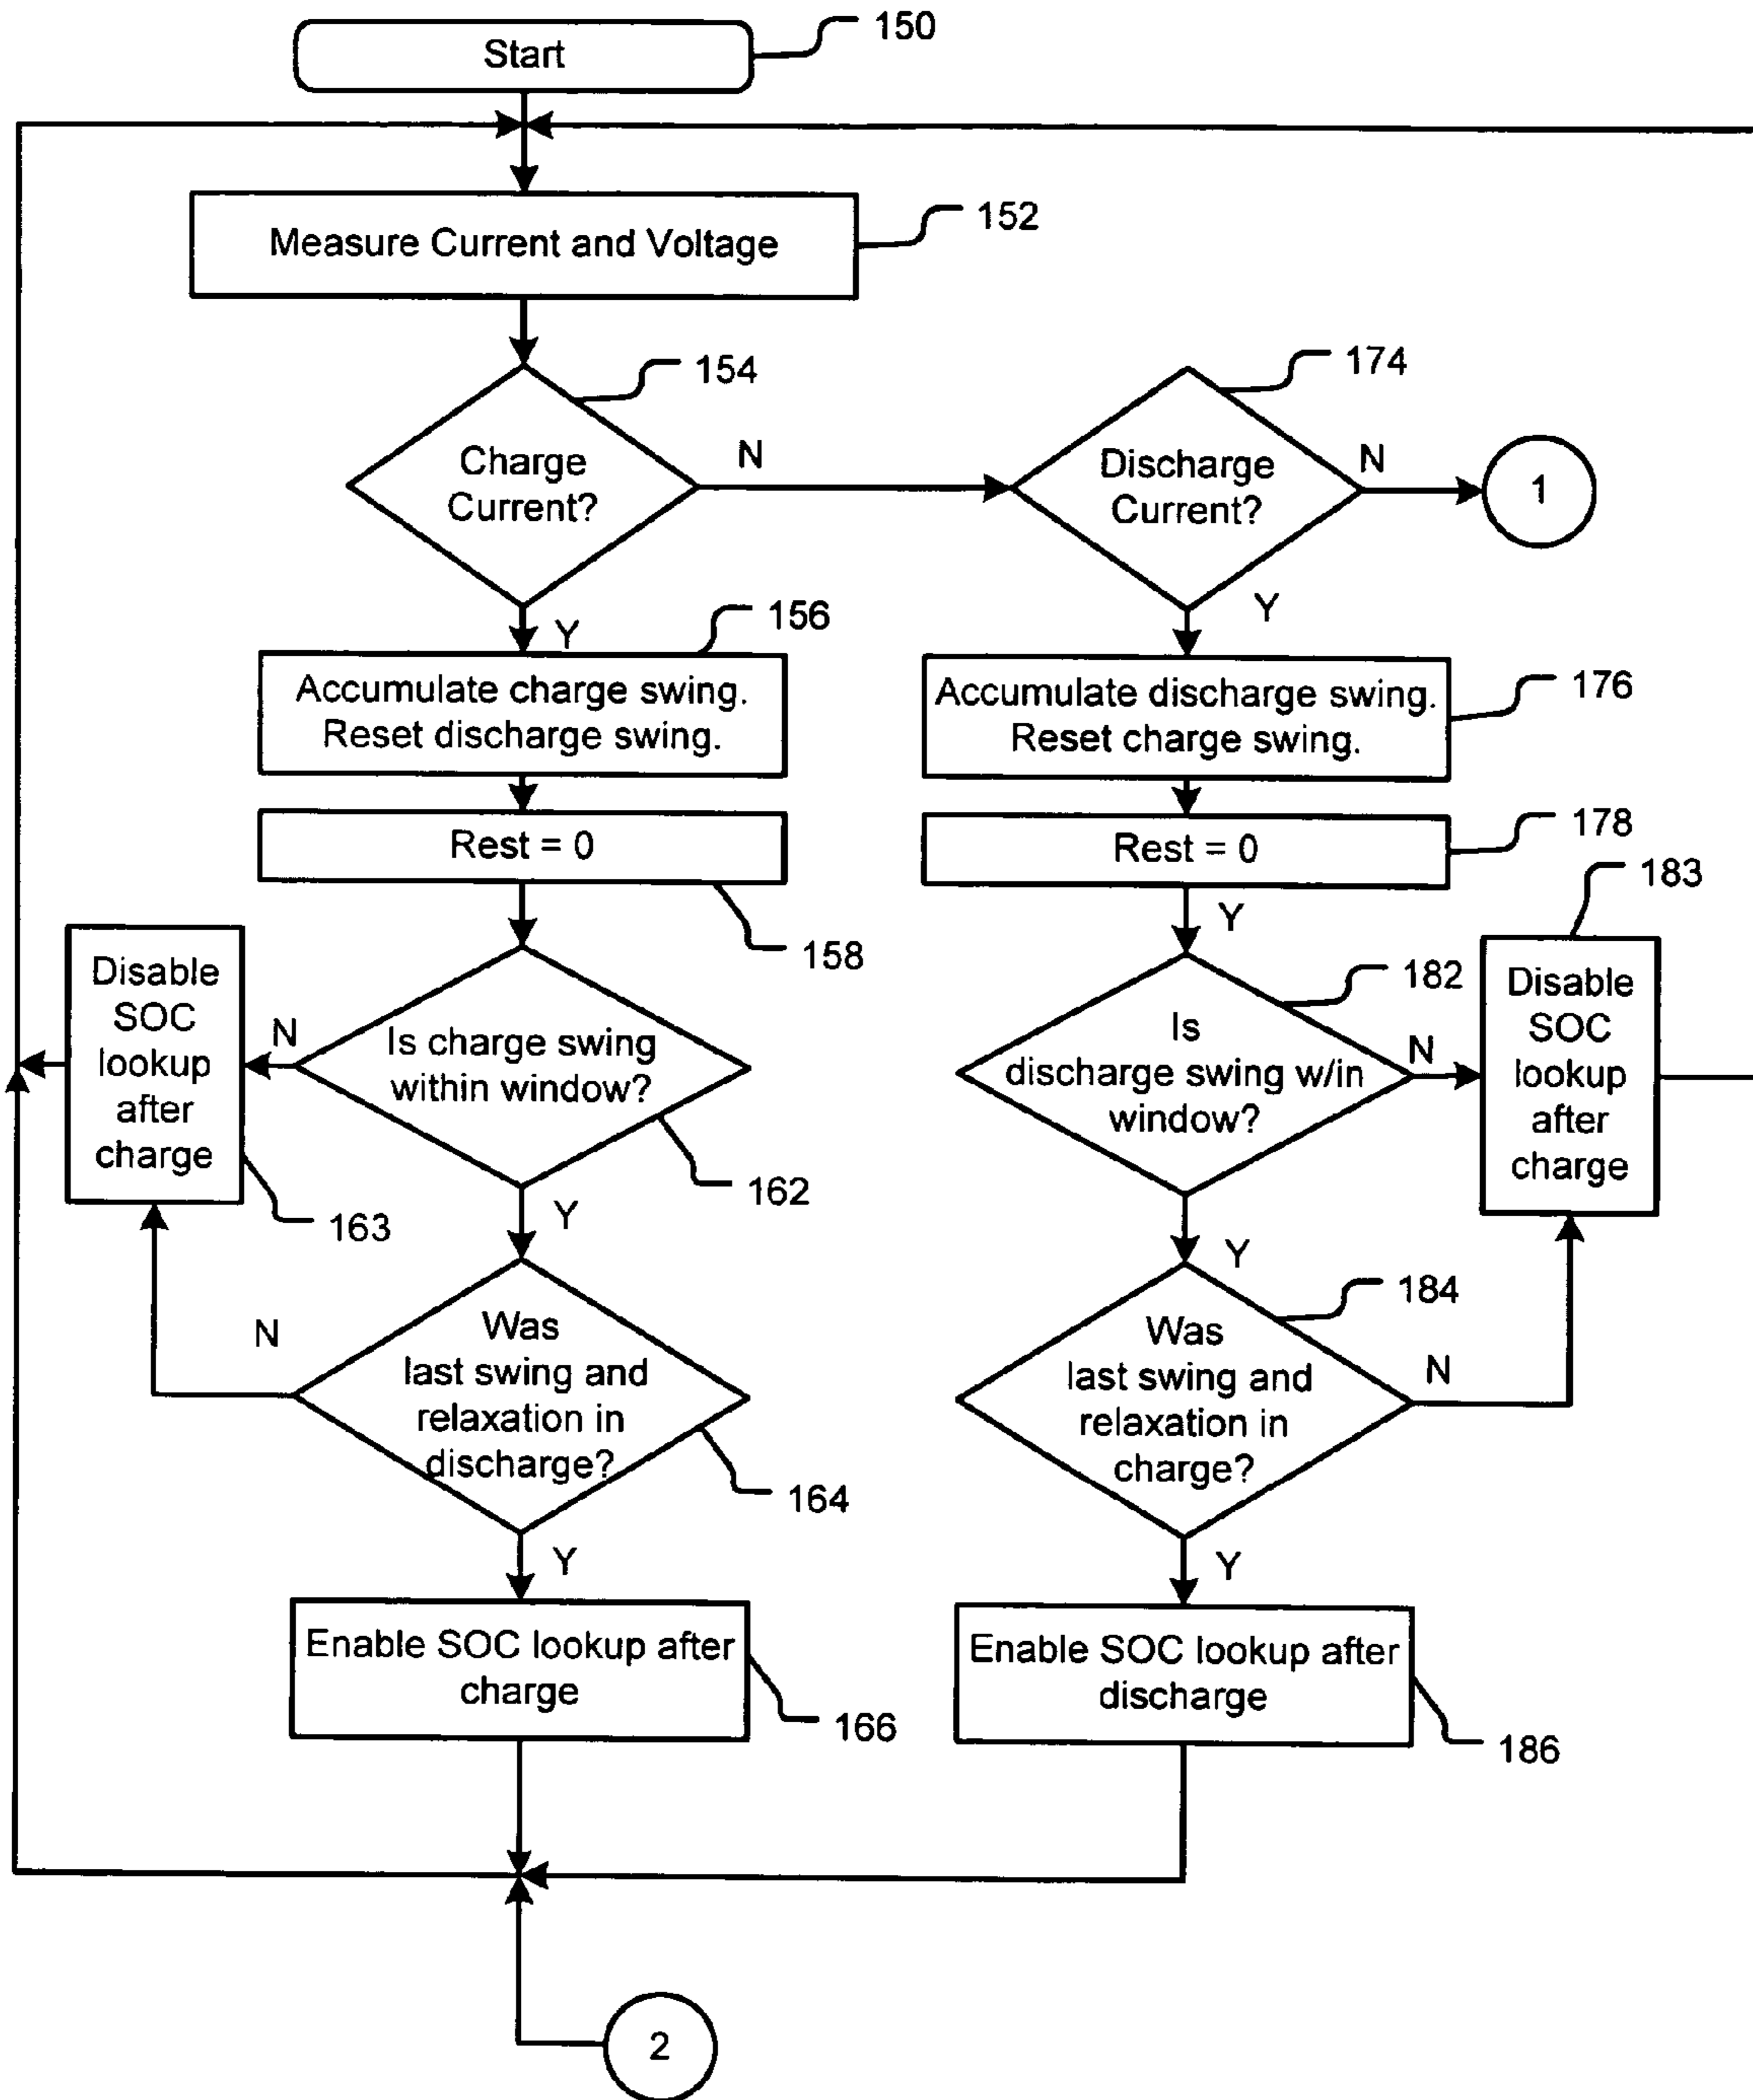 Start
150
Measure Current and Voltage
152
Charge
Current?
154
N
Discharge
Current?
174
N
1
Y
Y
Accumulate charge swing.
Reset discharge swing.
156
Accumulate discharge swing.
Reset charge swing.
176
Rest = 0
158
Rest = 0
178
Y
Disable
SOC
lookup
after
charge
163
N
Is charge swing
within window?
162
Is
discharge swing w/in
window?
182
N
Disable
SOC
lookup
after
charge
183
Y
Y
N
Was
last swing and
relaxation in
discharge?
164
Was
last swing and
relaxation in
charge?
184
N
Y
Y
Enable SOC lookup after
charge
166
Enable SOC lookup after
discharge
186
2